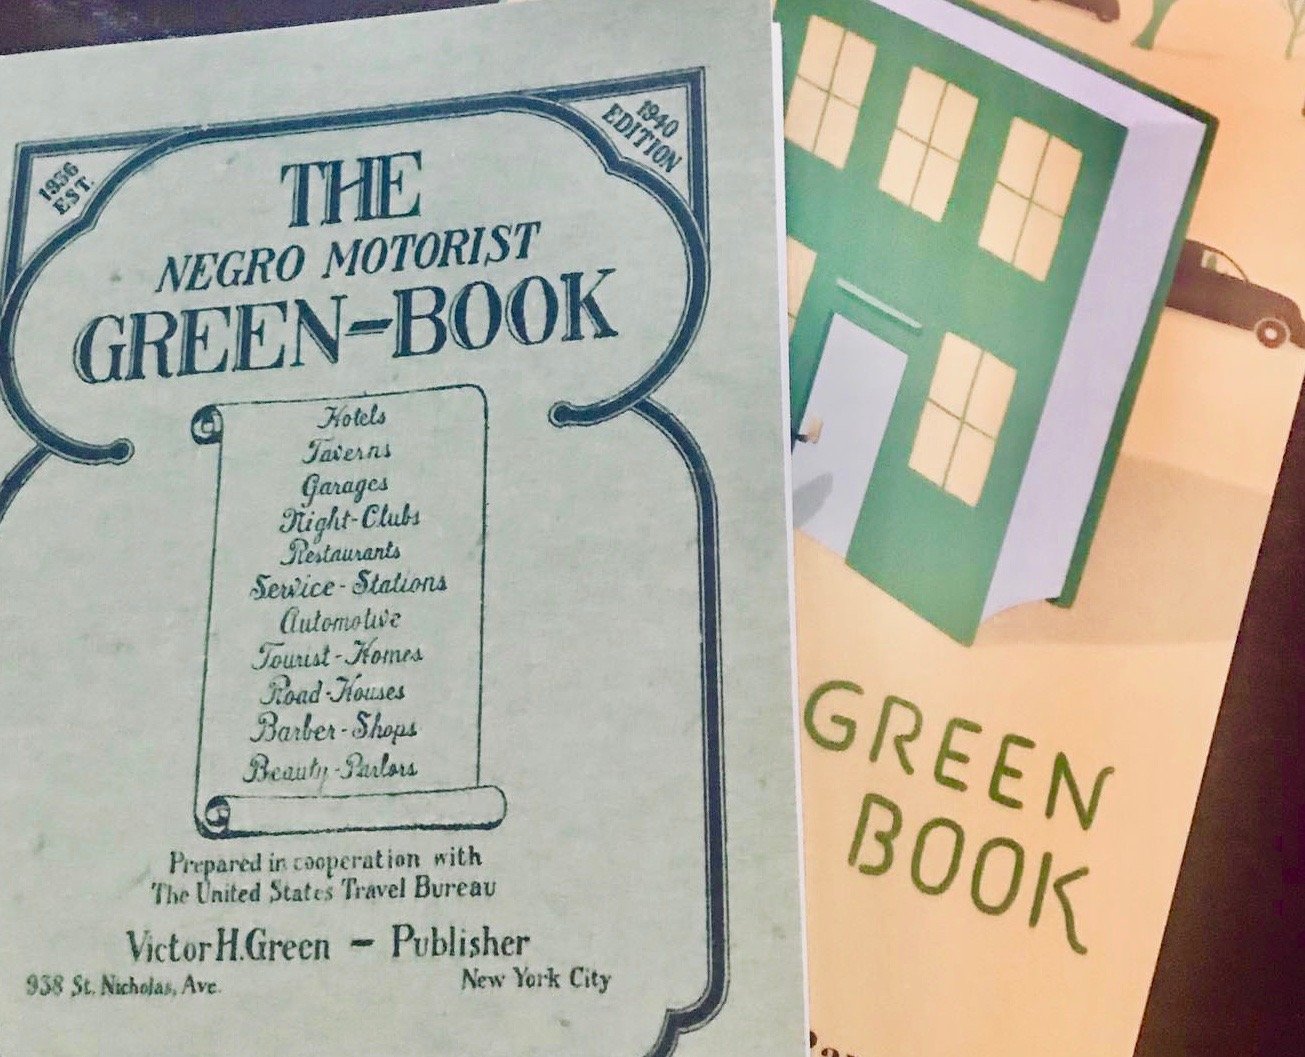 1936
EST.
1940
EDITION
THE
NEGRO MOTORIST
GREEN-BOOK
Hotels
Taverns
Garages
Night-Clubs
Restaurants
Service-Stations
Automotive
Tourist-Homes
Road-Houses
Barber-Shops
Beauty-Parlors
Prepared in cooperation with
The United States Travel Bureau
Victor H. Green - Publisher
938 St. Nicholas, Ave.
New York City
GREEN
BOOK